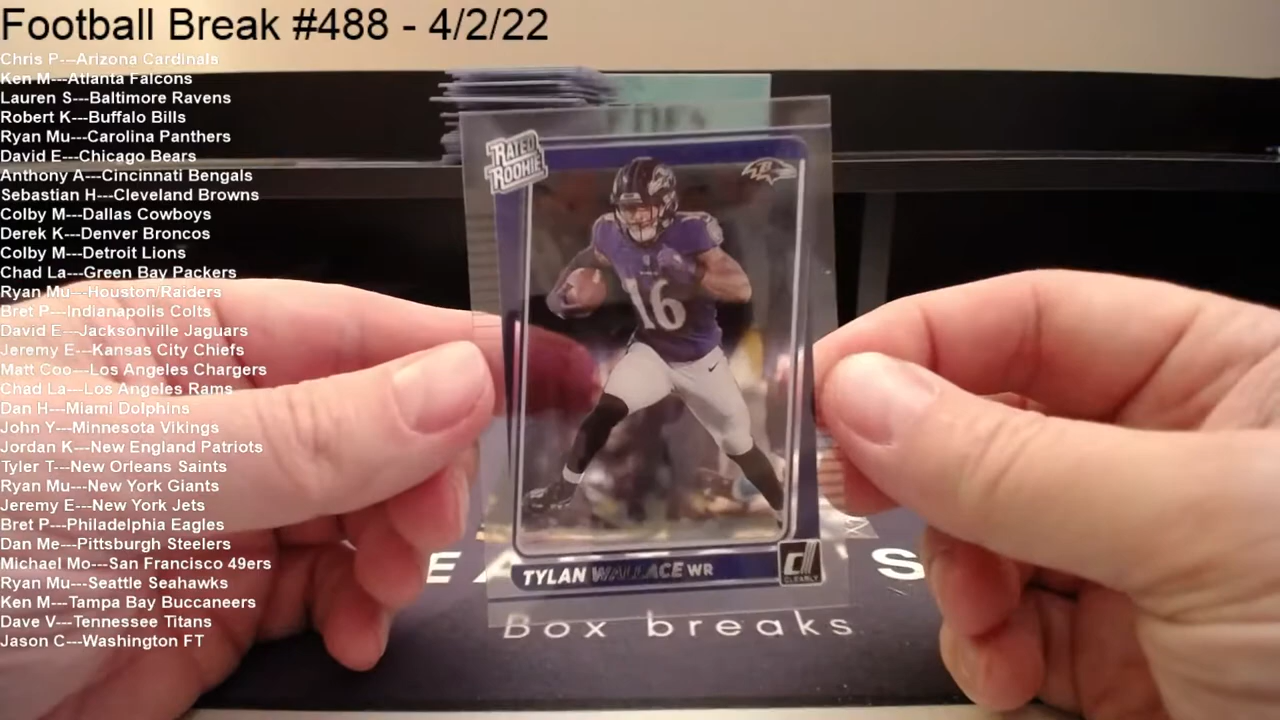 Football Break #488 - 4/2/22
Chris P---Arizona Cardinals
Ken M---Atlanta Falcons
Lauren S---Baltimore Ravens
Robert K---Buffalo Bills
Ryan Mu---Carolina Panthers
David E---Chicago Bears
Anthony A---Cincinnati Bengals
Sebastian H---Cleveland Browns
Colby M---Dallas Cowboys
Derek K---Denver Broncos
Colby M---Detroit Lions
Chad La---Green Bay Packers
Ryan Mu---Houston/Raiders
Bret P---Indianapolis Colts
David E---Jacksonville Jaguars
Jeremy E---Kansas City Chiefs
Matt Coo---Los Angeles Chargers
Chad La---Los Angeles Rams
Dan H---Miami Dolphins
John Y---Minnesota Vikings
Jordan K---New England Patriots
Tyler T---New Orleans Saints
Ryan Mu---New York Giants
Jeremy E---New York Jets
Bret P---Philadelphia Eagles
Dan Me---Pittsburgh Steelers
Michael Mo---San Francisco 49ers
Ryan Mu---Seattle Seahawks
Ken M---Tampa Bay Buccaneers
Dave V---Tennessee Titans
Jason C---Washington FT
RATED
ROOKIE
16
TYLAN WALLACE WR
CLEARLY
Box breaks